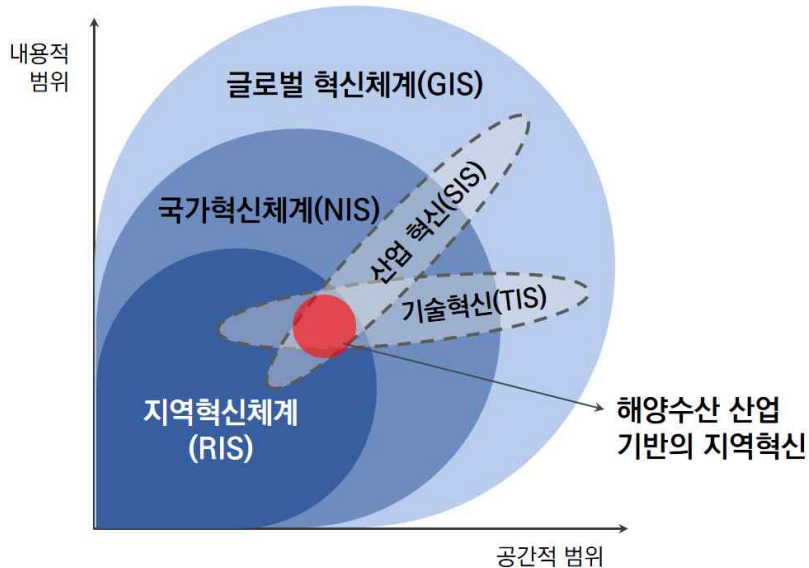 내용적
범위
글로벌 혁신체계(GIS)
국가혁신체계(NIS)
산업 혁신(SIS)
기술혁신(TIS)
지역혁신체계
(RIS)
해양수산 산업
기반의 지역혁신
공간적 범위